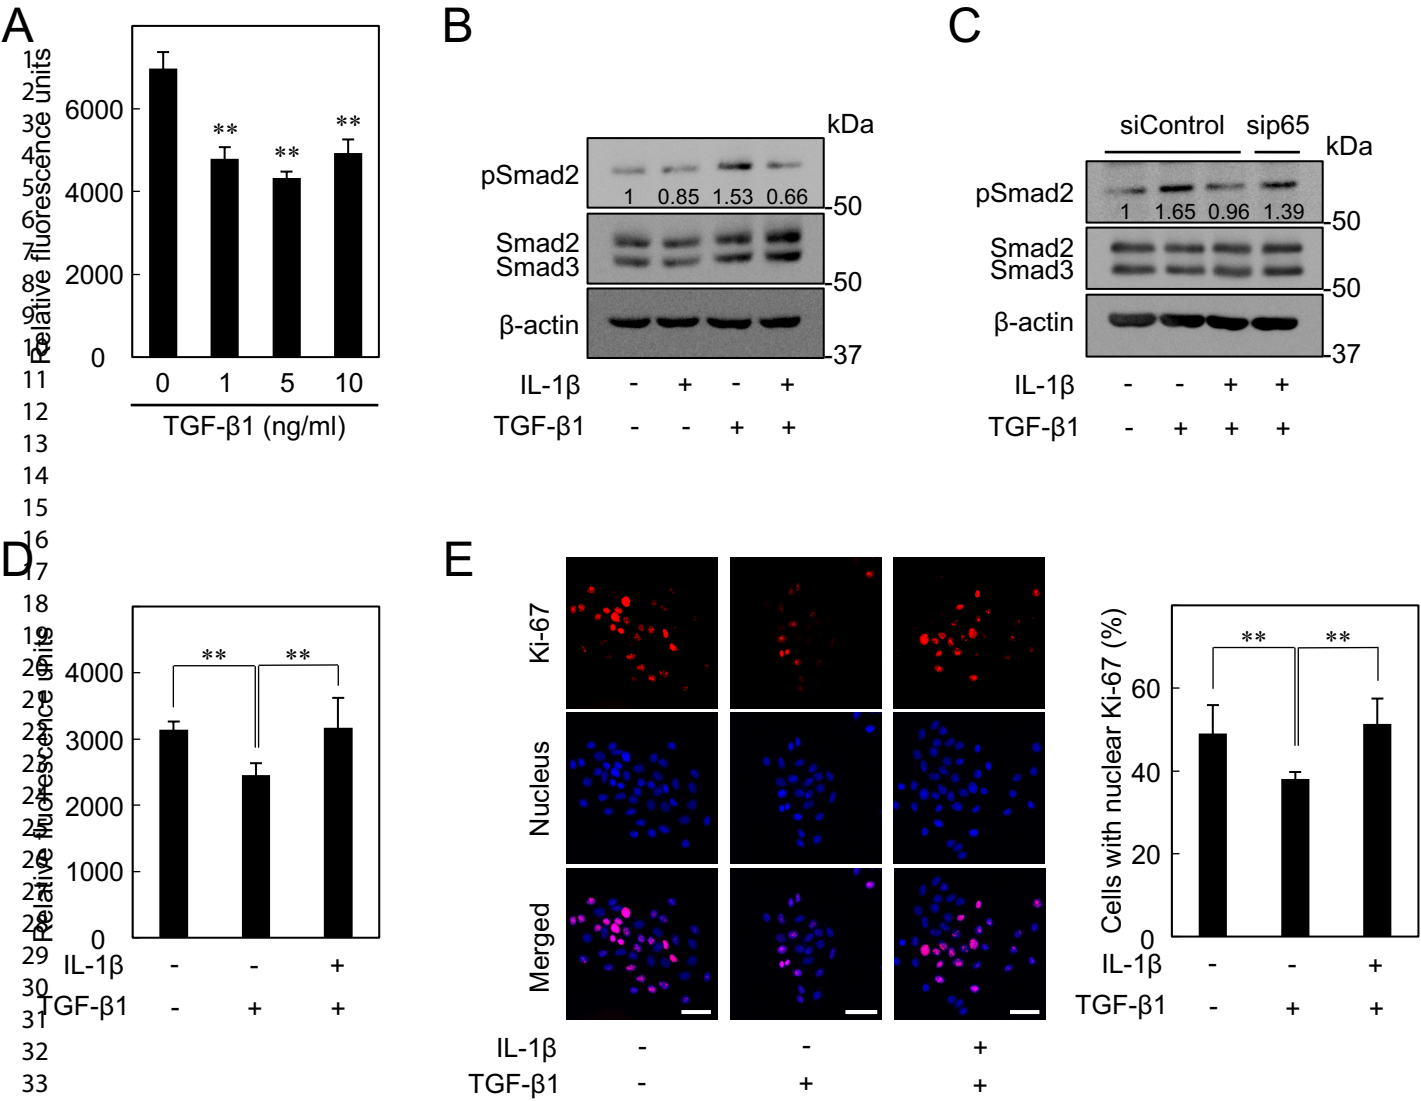 A
Relative fluorescence units
6000
4000
2000
0
0 1 5 10
** ** **
TGF-β1 (ng/ml)
B
kDa
pSmad2
1 0.85 1.53 0.66
-50
Smad2
Smad3
-50
β-actin
-37
IL-1β - + - +
TGF-β1 - - + +
C
siControl sip65
kDa
pSmad2
1 1.65 0.96 1.39
-50
Smad2
Smad3
-50
β-actin
-37
IL-1β - - + +
TGF-β1 - + + +
1
2
3
4
5
6
7
8
9
10
11
12
13
14
15
16
17
18
19
20
21
22
23
24
25
26
27
28
29
30
31
32
33
D
Relative fluorescence units
4000
3000
2000
1000
0
** **
IL-1β - - +
TGF-β1 - + +
E
Ki-67
Nucleus
Merged
IL-1β - - +
TGF-β1 - + +
Cells with nuclear Ki-67 (%)
60
40
20
0
** **
IL-1β - - +
TGF-β1 - + +